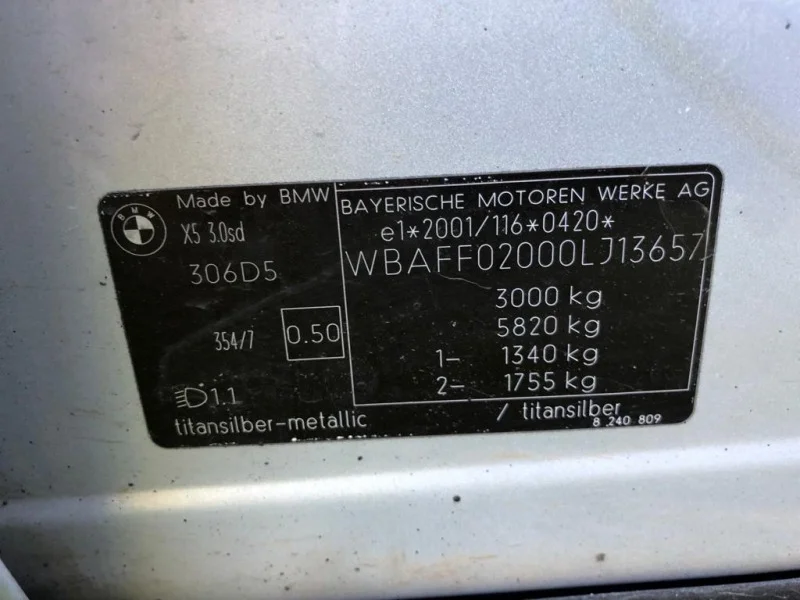 BMW
Made by BMW
X5 3.0sd
306D5
354/7
0.50
1.1
titansilber-metallic / titansilber
BAYERISCHE MOTOREN WERKE AG
e1*2001/116*0420*
WBAFF02000LJ13657
3000 kg
5820 kg
1- 1340 kg
2- 1755 kg
8 240 809